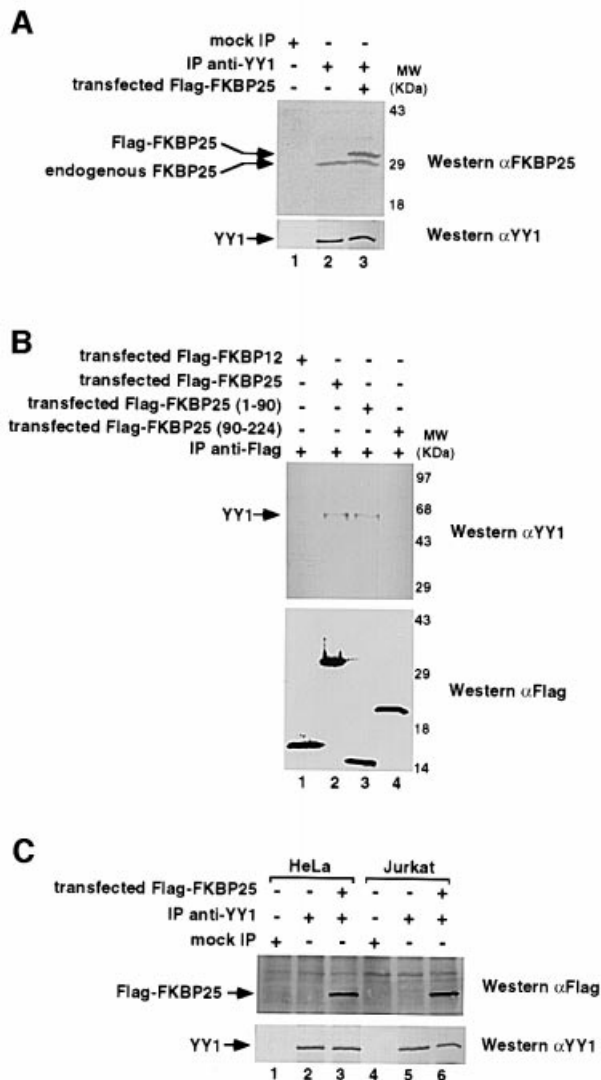 A
mock IP + - -
IP anti-YY1 - + +
transfected Flag-FKBP25 - - +
MW
(KDa)
43
Flag-FKBP25
endogenous FKBP25
29
Western αFKBP25
18
YY1
Western αYY1
1 2 3
B
transfected Flag-FKBP12 + - - -
transfected Flag-FKBP25 - + - -
transfected Flag-FKBP25 (1-90) - - + -
transfected Flag-FKBP25 (90-224) - - - +
IP anti-Flag + + + +
MW
(KDa)
97
YY1
68
Western αYY1
43
29
43
29
Western αFlag
18
14
1 2 3 4
C
HeLa Jurkat
transfected Flag-FKBP25 - - + - - +
IP anti-YY1 - + + - + +
mock IP + - - + - -
Flag-FKBP25
Western αFlag
YY1
Western αYY1
1 2 3 4 5 6